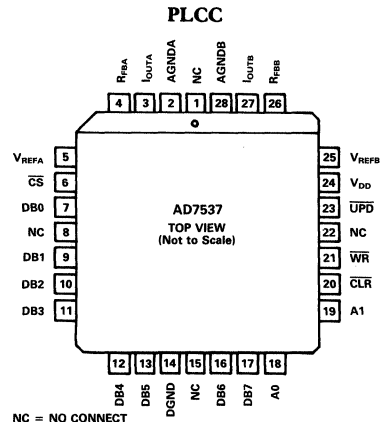 PLCC
RFBA
IOUTA
AGNDA
NC
AGNDB
IOUTB
RFBB
4 3 2 1 28 27 26
VREFA 5
CS 6
DB0 7
NC 8
DB1 9
DB2 10
DB3 11
AD7537
TOP VIEW
(Not to Scale)
25 VREFB
24 VDD
23 UPD
22 NC
21 WR
20 CLR
19 A1
12 13 14 15 16 17 18
DB4
DB5
DGND
NC
DB6
DB7
A0
NC = NO CONNECT